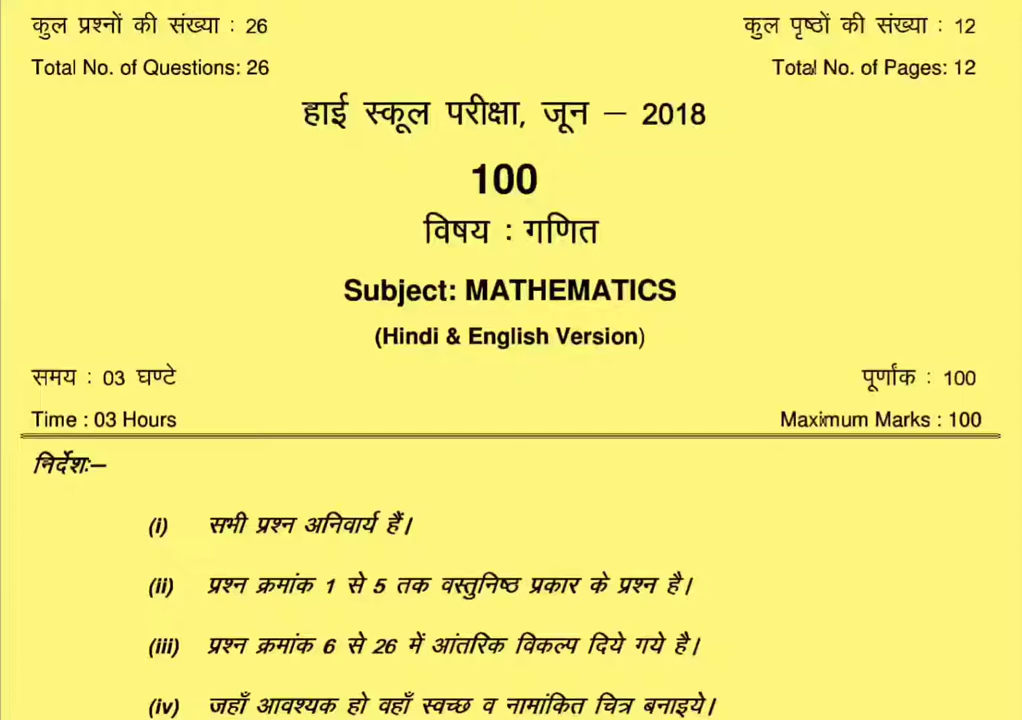 कुल प्रश्नों की संख्या : 26
कुल पृष्ठों की संख्या : 12
Total No. of Questions: 26
Total No. of Pages: 12
हाई स्कूल परीक्षा, जून – 2018
100
विषय : गणित
Subject: MATHEMATICS
(Hindi & English Version)
समय : 03 घण्टे
पूर्णांक : 100
Time : 03 Hours
Maximum Marks : 100
निर्देशः–
(i) सभी प्रश्न अनिवार्य हैं।
(ii) प्रश्न क्रमांक 1 से 5 तक वस्तुनिष्ठ प्रकार के प्रश्न है।
(iii) प्रश्न क्रमांक 6 से 26 में आंतरिक विकल्प दिये गये है।
(iv) जहाँ आवश्यक हो वहाँ स्वच्छ व नामांकित चित्र बनाइये।